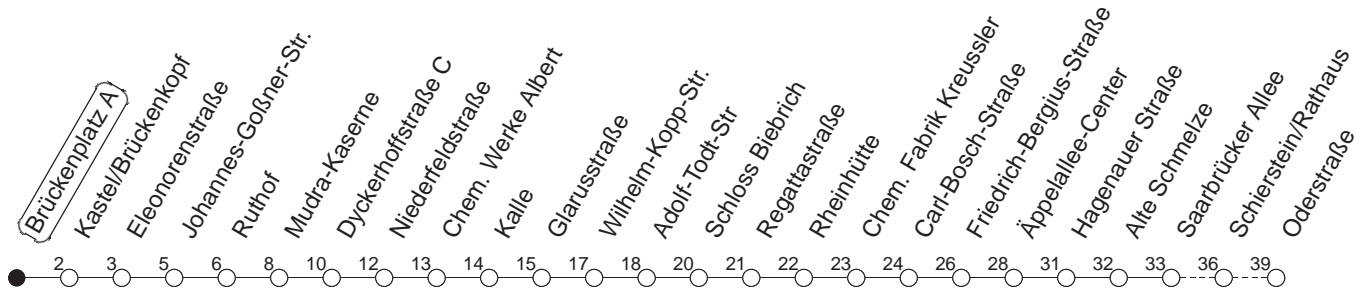 Brückenplatz A
Kastel/Brückenkopf
Eleonorenstraße
Johannes-Goßner-Str.
Ruthof
Mudra-Kaserne
Dyckerhoffstraße C
Niederfeldstraße
Chem. Werke Albert
Kalle
Glarusstraße
Wilhelm-Kopp-Str.
Adolf-Todt-Str
Schloss Biebrich
Regattastraße
Rheinhütte
Chem. Fabrik Kreussler
Carl-Bosch-Straße
Friedrich-Bergius-Straße
Äppelallee-Center
Hagenauer Straße
Alte Schmelze
Saarbrücker Allee
Schierstein/Rathaus
Oderstraße
2 3 5 6 8 10 12 13 14 15 17 18 20 21 22 23 24 26 28 31 32 33 36 39